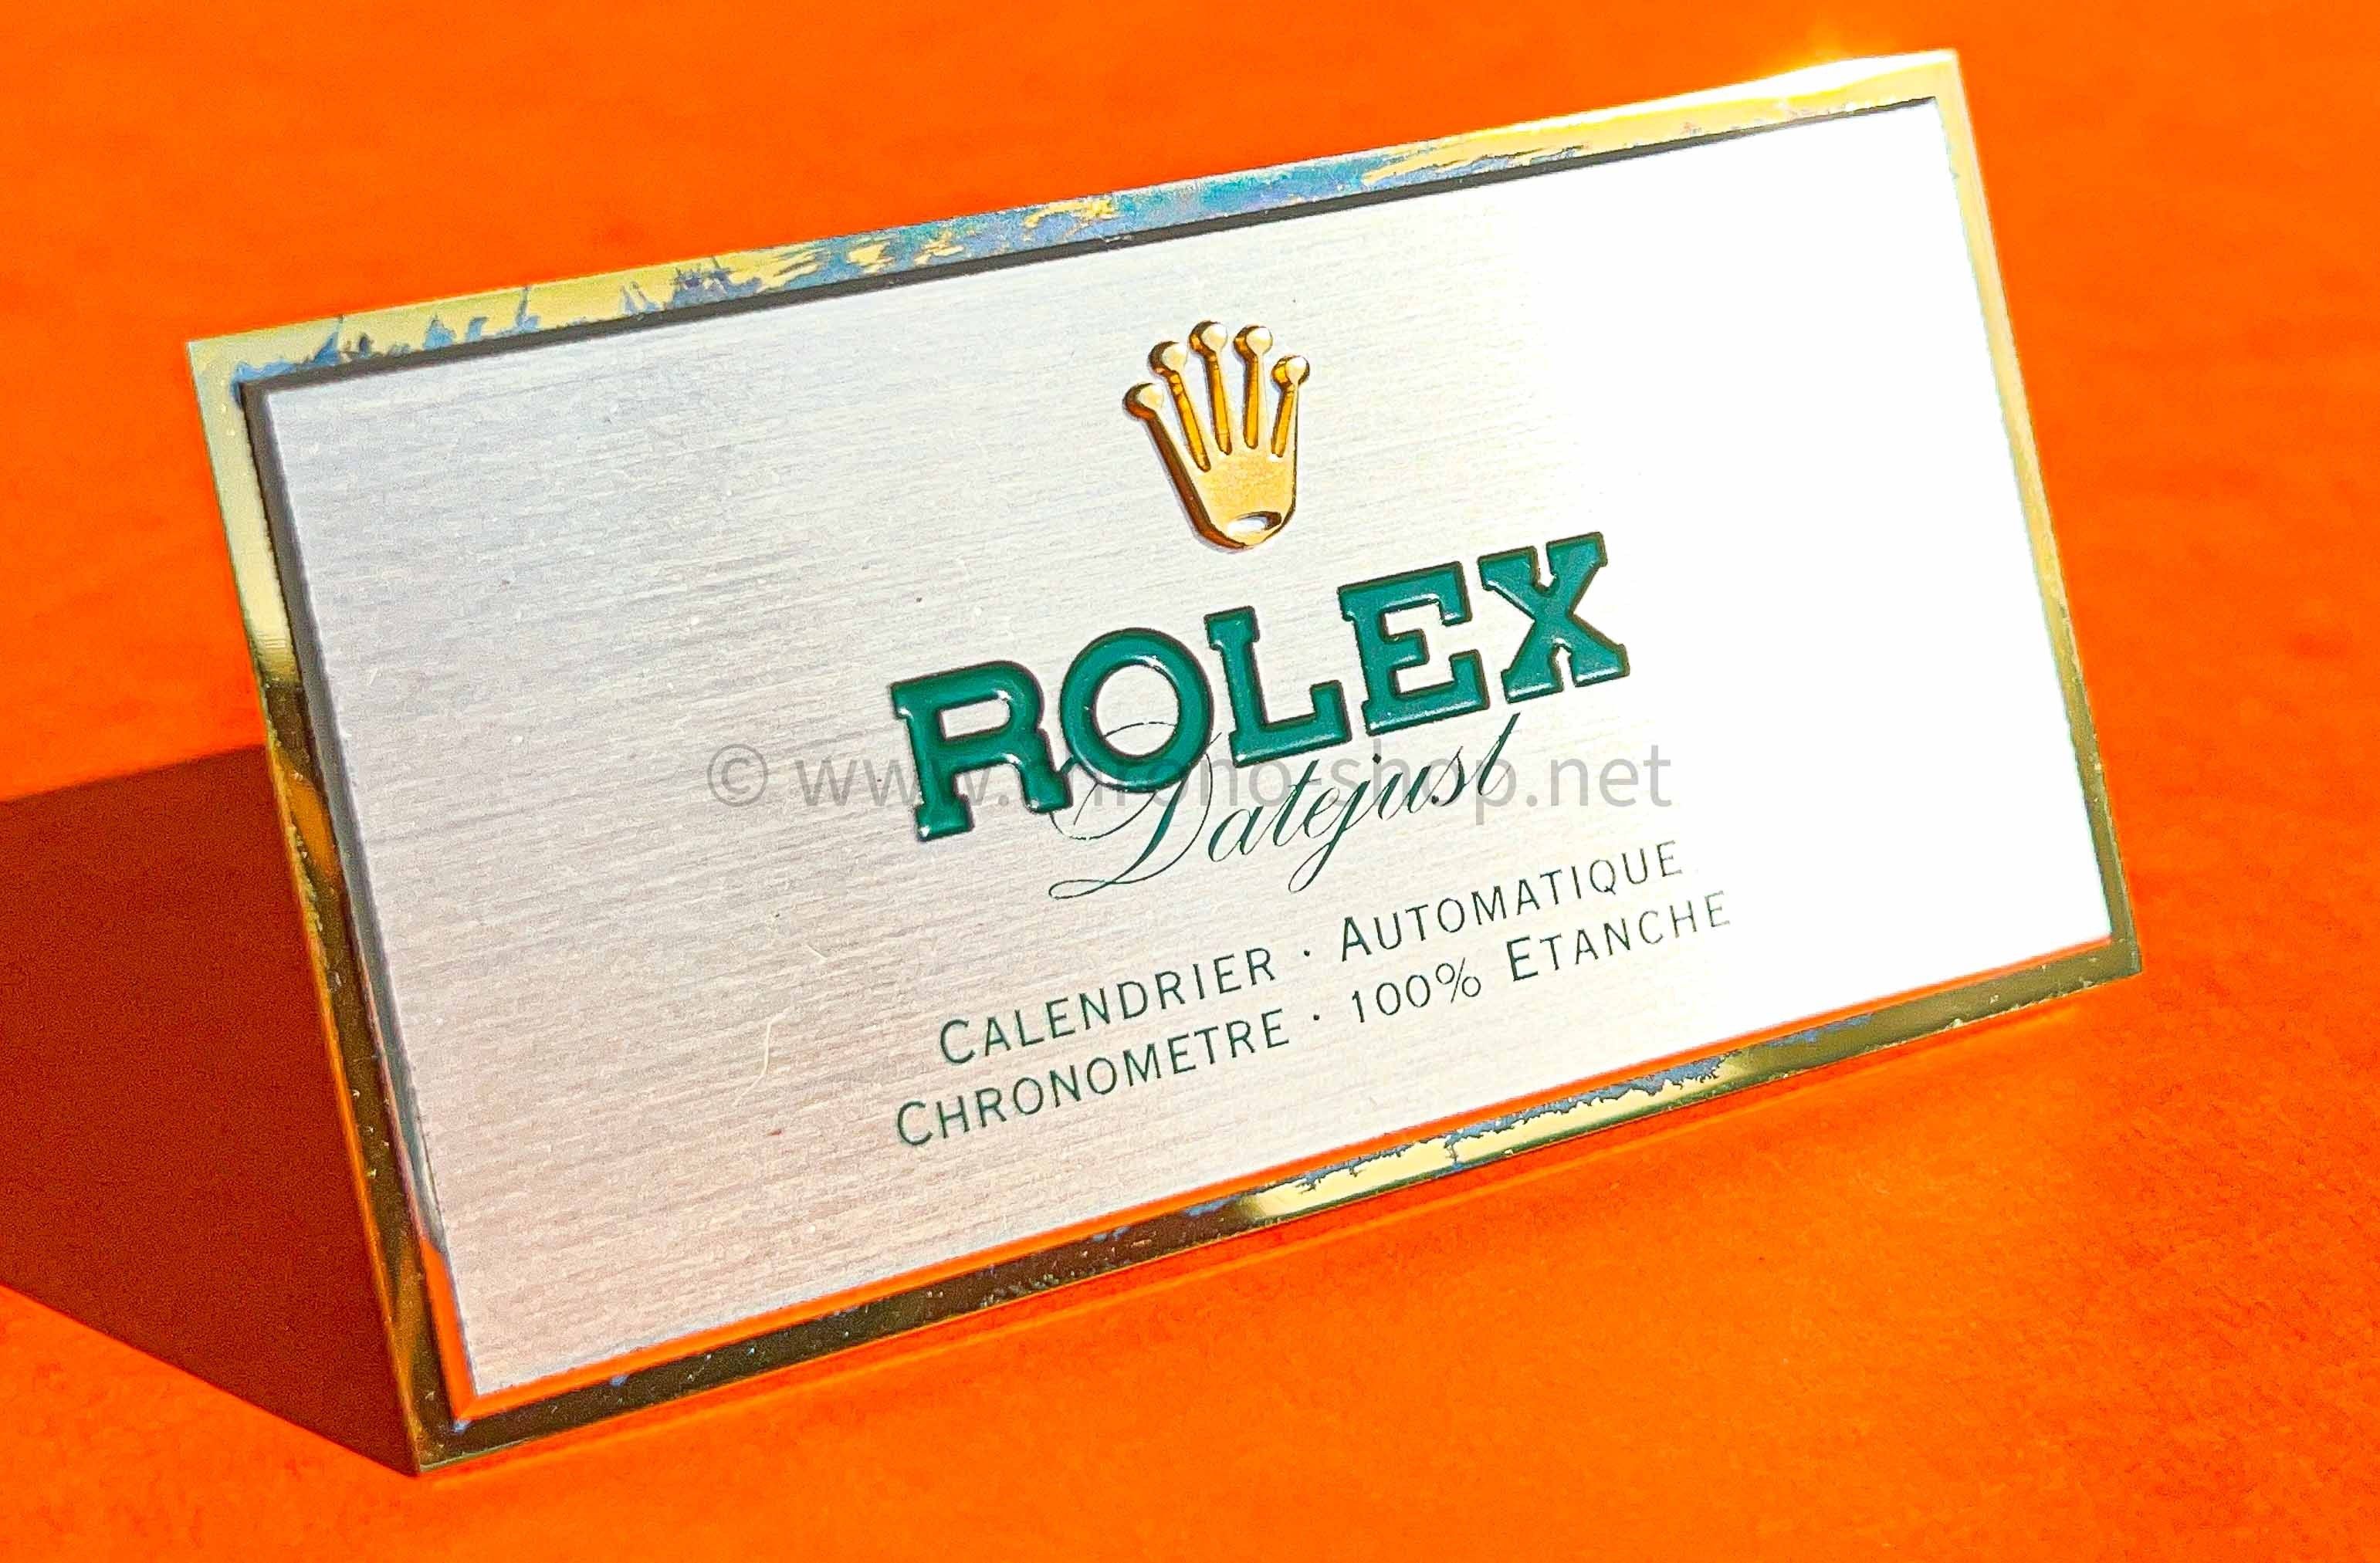 ROLEX
Datejust
© www.chrono-shop.net
CALENDRIER · AUTOMATIQUE
CHRONOMETRE · 100% ETANCHE